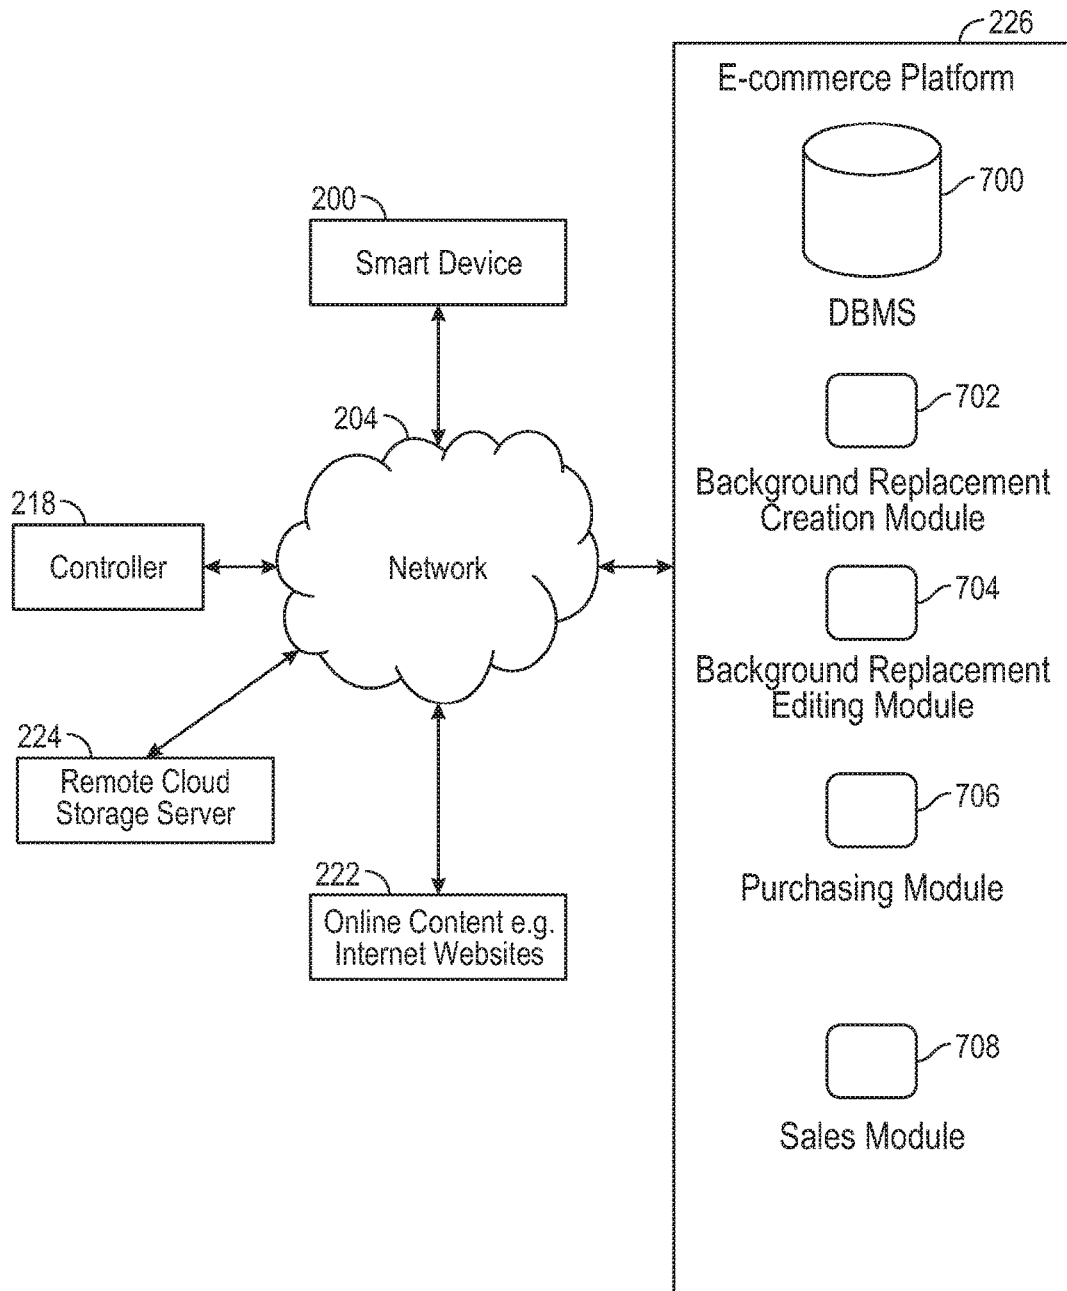 226
E-commerce Platform
700
DBMS
200
Smart Device
702
Background Replacement
Creation Module
204
Network
218
Controller
704
Background Replacement
Editing Module
224
Remote Cloud
Storage Server
706
Purchasing Module
222
Online Content e.g.
Internet Websites
708
Sales Module